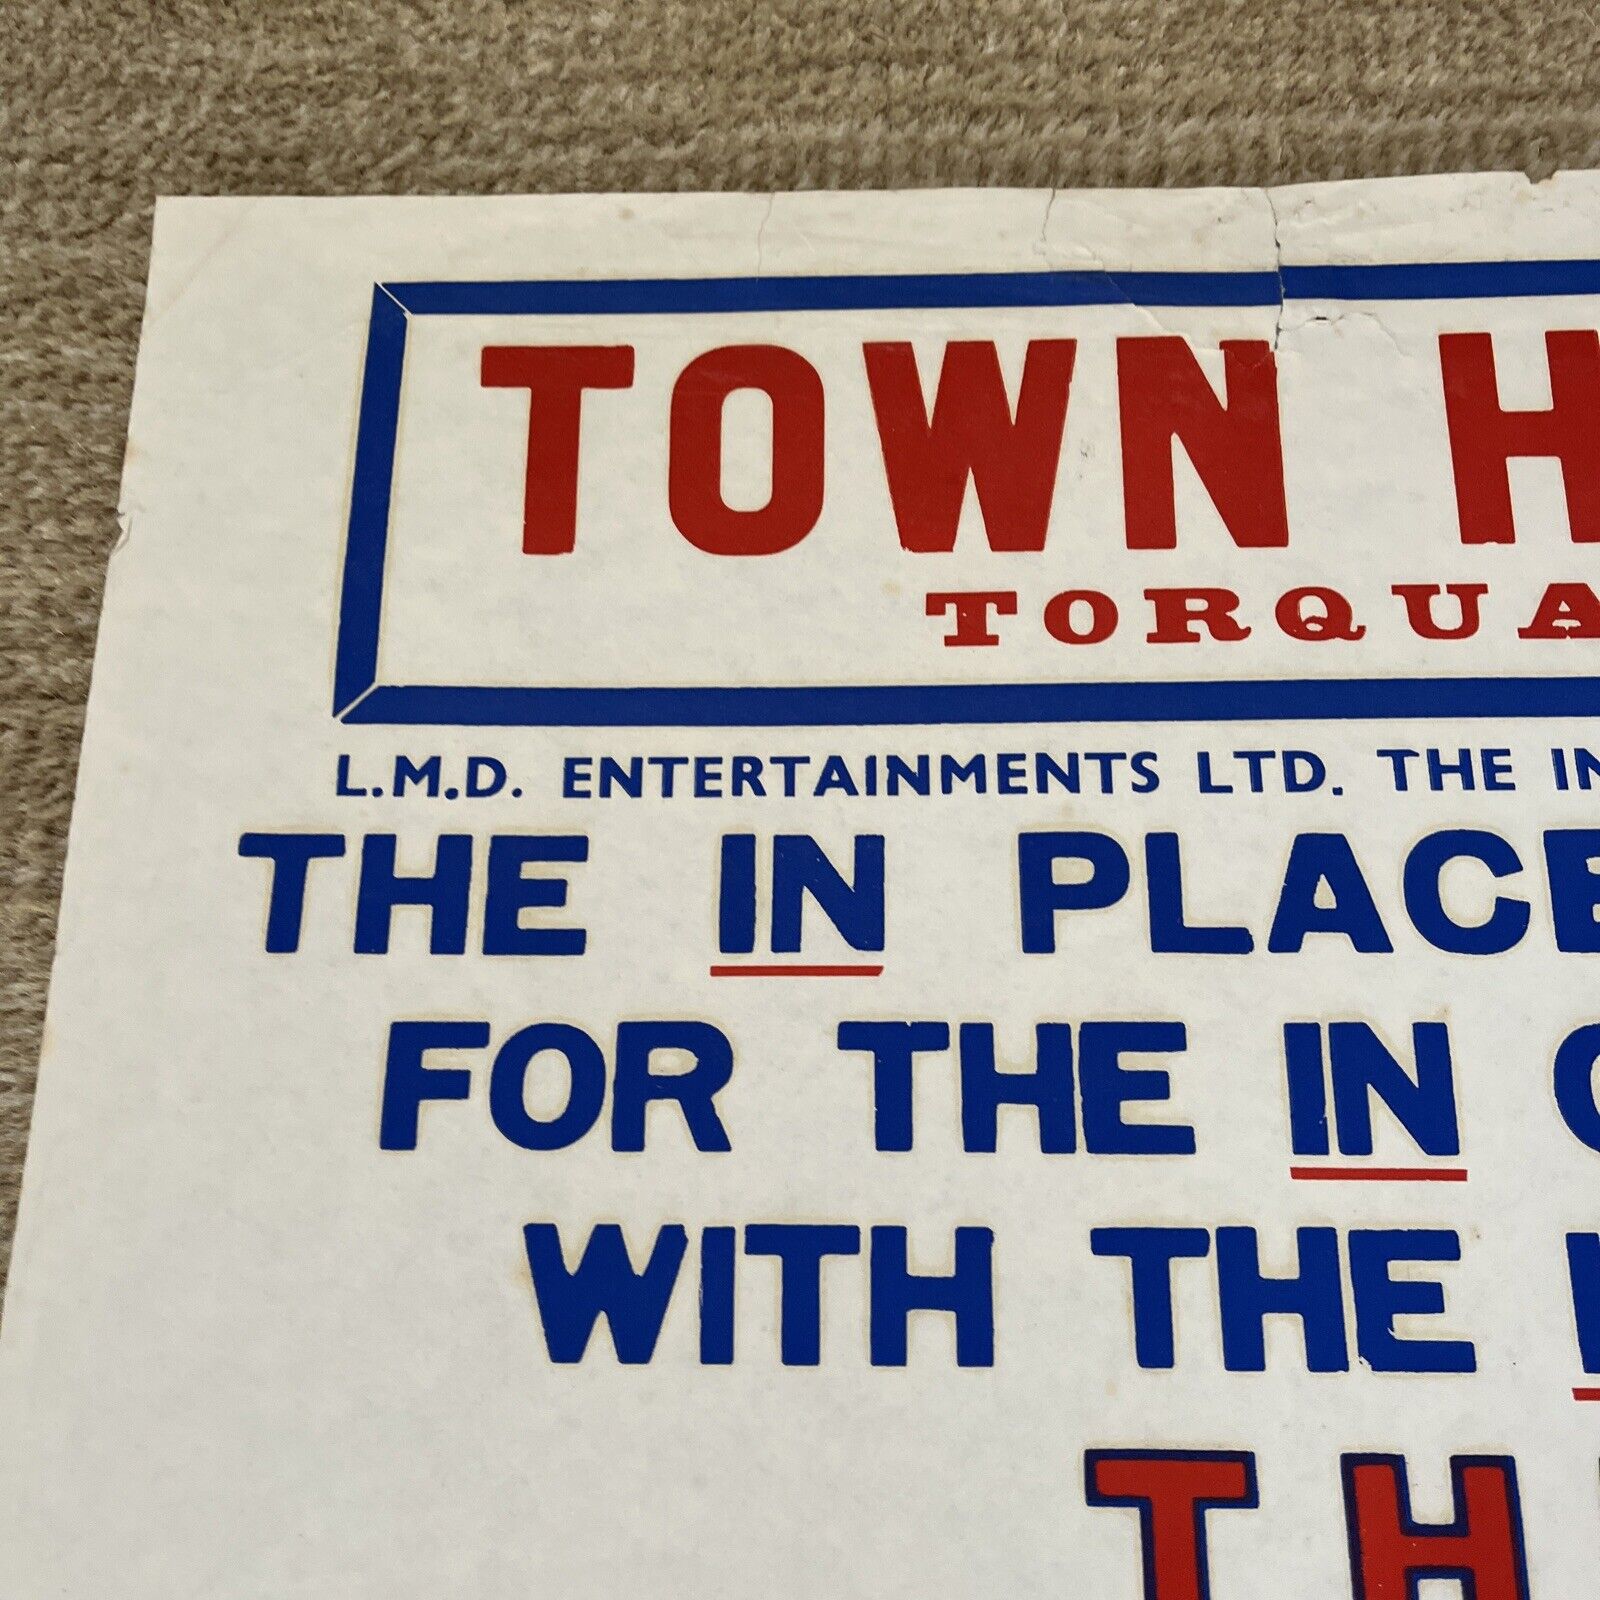 TOWN H
TORQUA
L.M.D. ENTERTAINMENTS LTD. THE IN
THE IN PLACE
FOR THE IN
WITH THE
TH